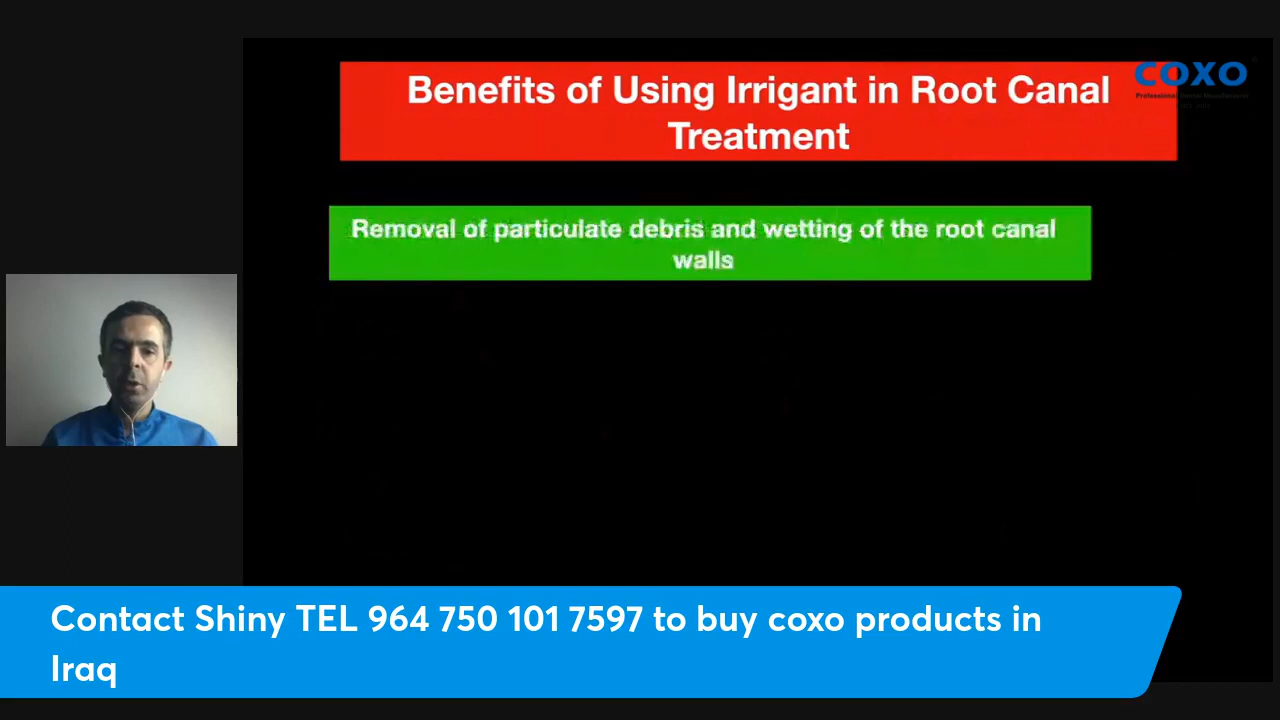 Benefits of Using Irrigant in Root Canal
Treatment
COXO
Removal of particulate debris and wetting of the root canal
walls
Contact Shiny TEL 964 750 101 7597 to buy coxo products in
Iraq